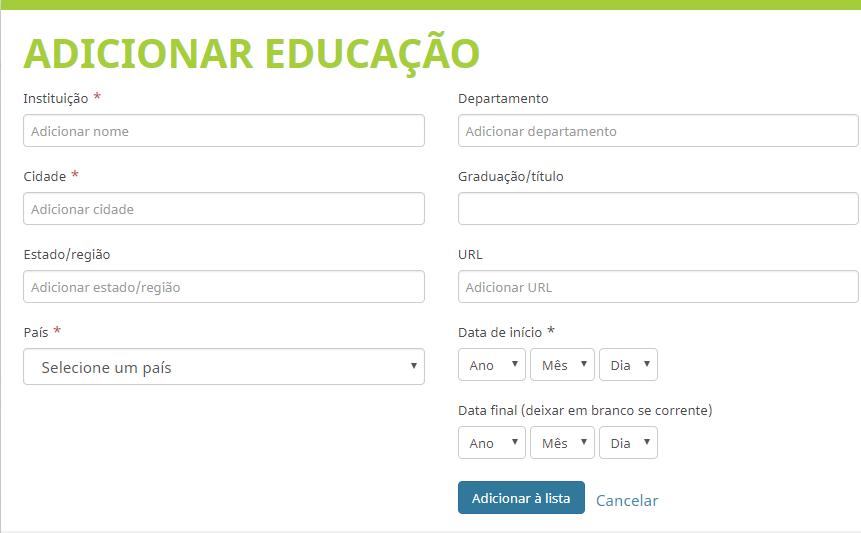 ADICIONAR EDUCAÇÃO
Instituição *
Adicionar nome
Cidade *
Adicionar cidade
Estado/região
Adicionar estado/região
País *
Selecione um país
Departamento
Adicionar departamento
Graduação/título
URL
Adicionar URL
Data de início *
Ano Mês Dia
Data final (deixar em branco se corrente)
Ano Mês Dia
Adicionar à lista Cancelar